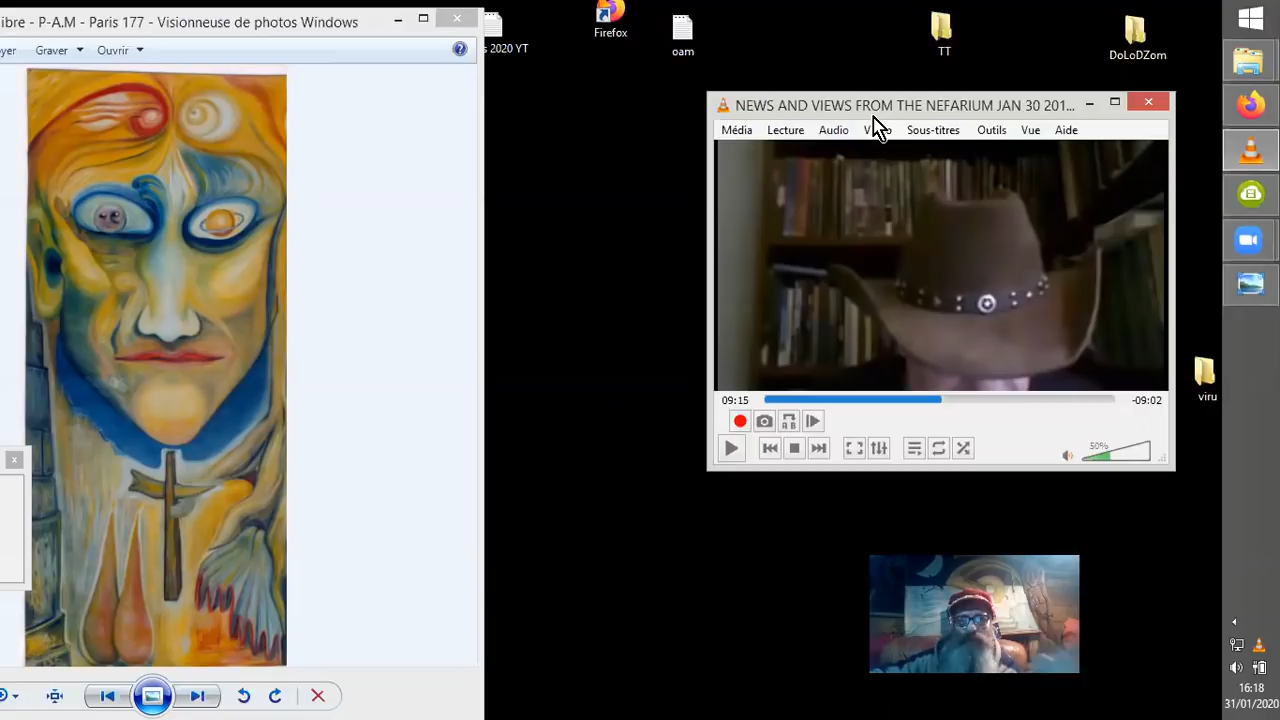 ibre - P-A.M - Paris 177 - Visionneuse de photos Windows
Graver
Ouvrir
s 2020 YT
Firefox
oam
TT
DoLoDZom
NEWS AND VIEWS FROM THE NEFARIUM JAN 30 201...
Média Lecture Audio Sous-titres Outils Vue Aide
09:15
-09:02
50%
viru
16:18
31/01/2020